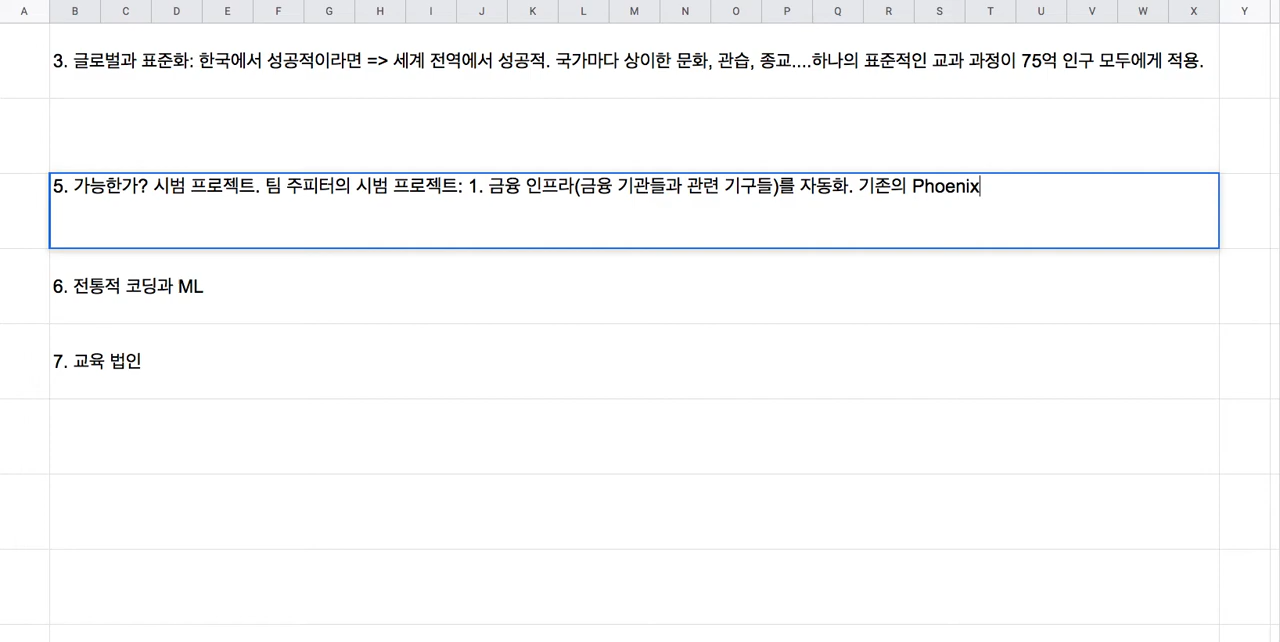 A B C D E F G H I J K L M N O P Q R S T U V W X Y
3. 글로벌과 표준화: 한국에서 성공적이라면 => 세계 전역에서 성공적. 국가마다 상이한 문화, 관습, 종교....하나의 표준적인 교과 과정이 75억 인구 모두에게 적용.
5. 가능한가? 시범 프로젝트. 팀 주피터의 시범 프로젝트: 1. 금융 인프라(금융 기관들과 관련 기구들)를 자동화. 기존의 Phoenix
6. 전통적 코딩과 ML
7. 교육 법인